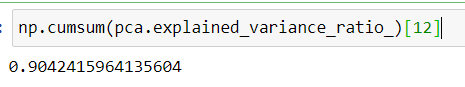 : np.cumsum(pca.explained_variance_ratio_)[12]
0.9042415964135604